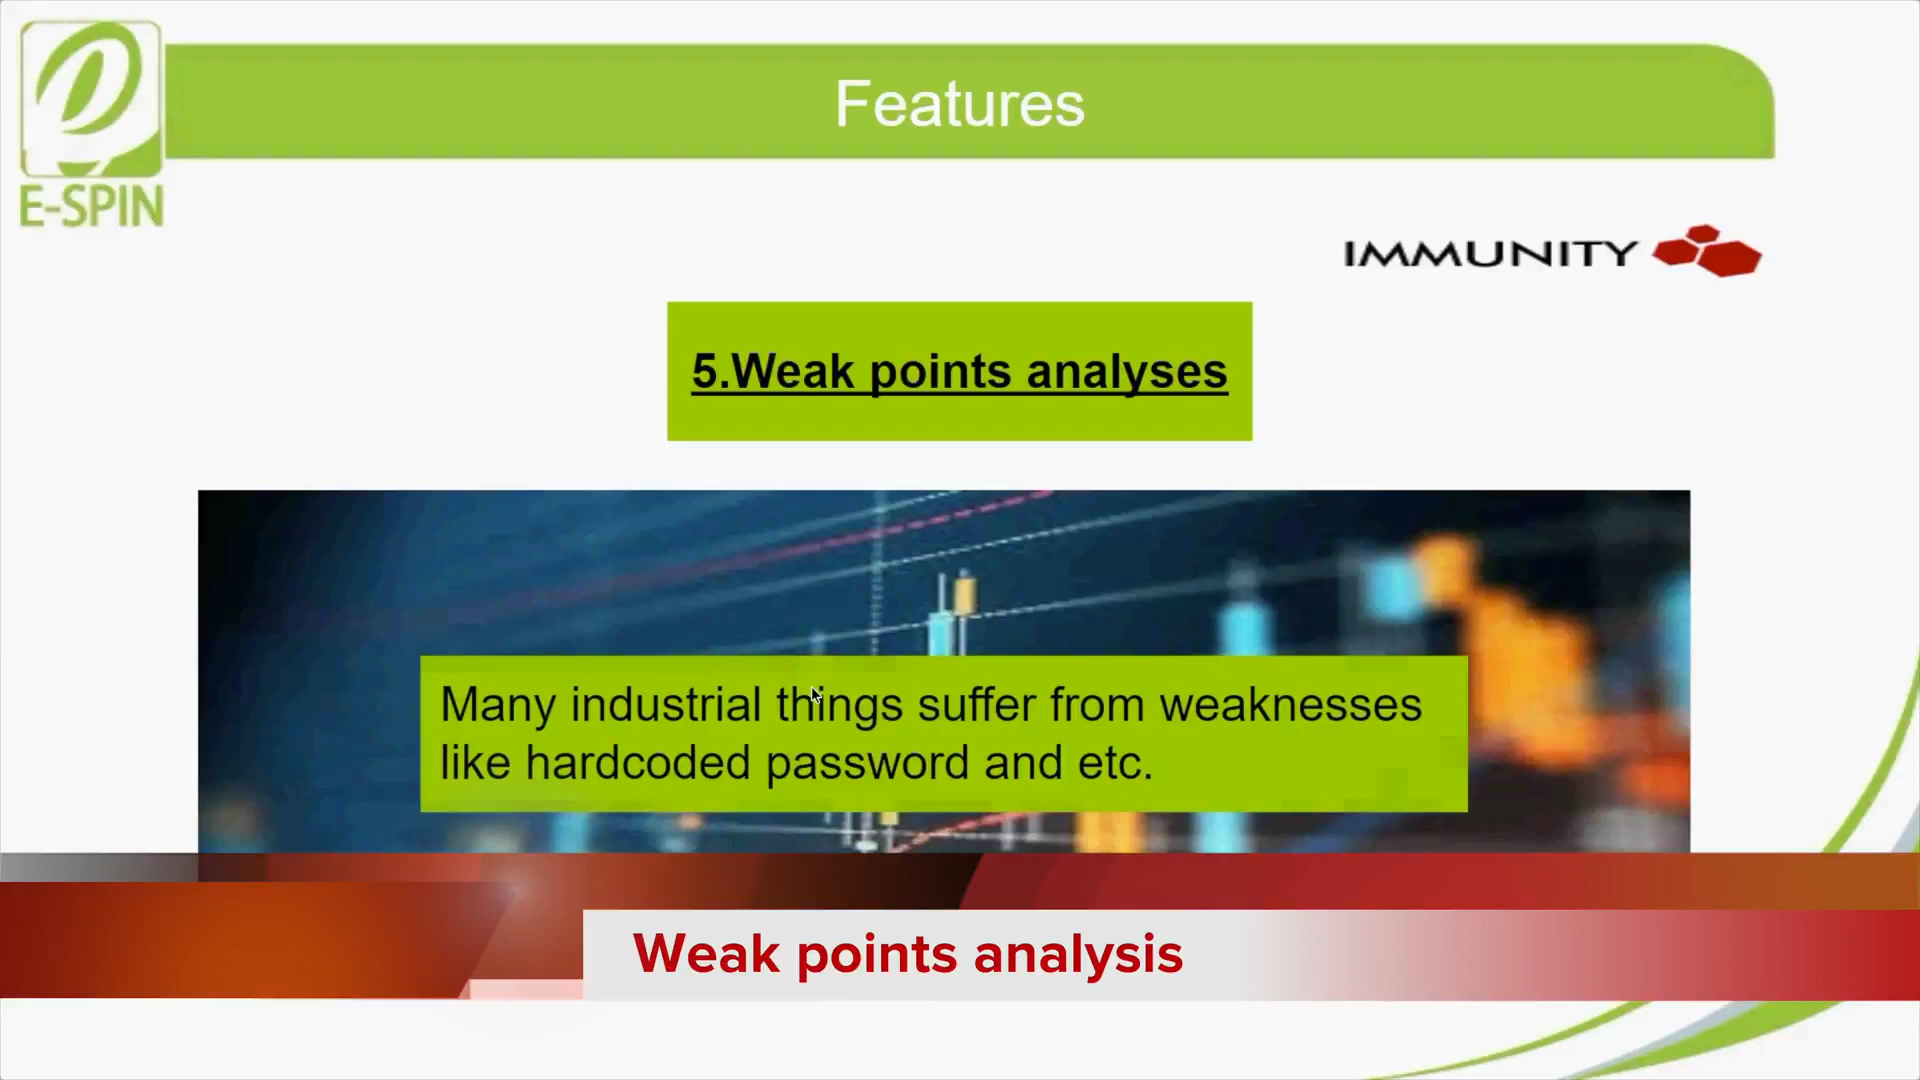 Features
E-SPIN
IMMUNITY
5.Weak points analyses
Many industrial things suffer from weaknesses
like hardcoded password and etc.
Weak points analysis